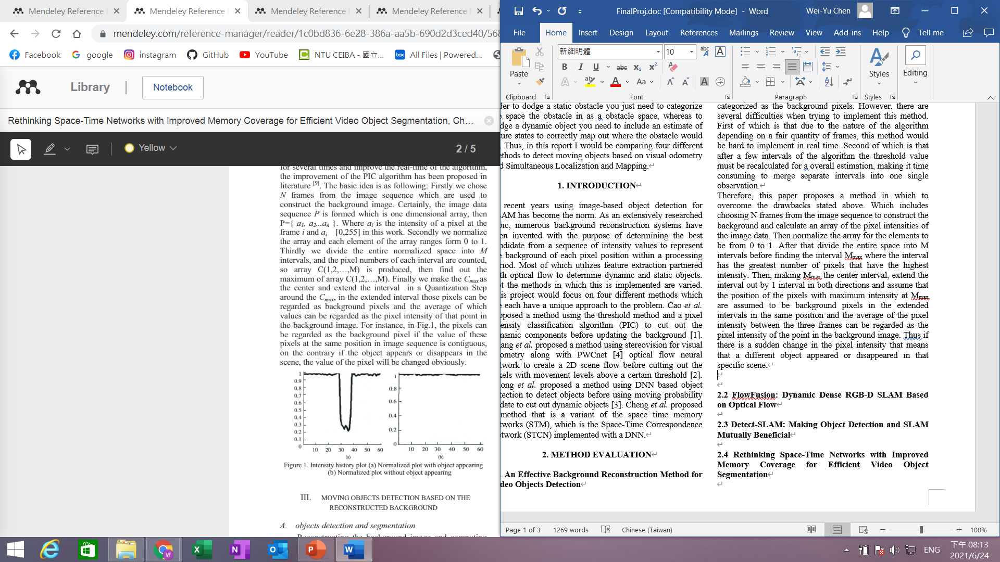 Mendeley Reference
Mendeley Reference
Mendeley Reference
Mendeley Reference
mendeley.com/reference-manager/reader/1c0bd836-6e28-386a-aa5b-690d2d3ced40/568
Facebook
google
instagram
GitHub
YouTube
NTU CEIBA - 國立...
box
All Files | Powered...
Library
Notebook
Rethinking Space-Time Networks with Improved Memory Coverage for Efficient Video Object Segmentation, Ch...
Yellow
2 / 5
for several times and improve the real-time of the algorithm,
the improvement of the PIC algorithm has been proposed in
literature [9]. The basic idea is as following: Firstly we chose
N frames from the image sequence which are used to
construct the background image. Certainly, the image data
sequence P is formed which is one dimensional array, then
P={ a1, a2...an }. Where ai is the intensity of a pixel at the
frame i and ai [0,255] in this work. Secondly we normalize
the array and each element of the array ranges form 0 to 1.
Thirdly we divide the entire normalized space into M
intervals, and the pixel numbers of each interval are counted,
so array C(1,2,…,M) is produced, then find out the
maximum of array C(1,2,…,M). Finally we make the Cmax as
the center and extend the interval in a Quantization Step
around the Cmax, in the extended interval those pixels can be
regarded as background pixels and the average of which
values can be regarded as the pixel intensity of that point in
the background image. For instance, in Fig.1, the pixels can
be regarded as the background pixel if the value of these
pixels at the same position in image sequence is contiguous,
on the contrary if the object appears or disappears in the
scene, the value of the pixel will be changed obviously.
1
0.9
0.8
0.7
0.6
0.5
0.4
0.3
0.2
0.1
0
10 20 30 40 50 60
(a)
1
0.8
0.6
0.4
0.2
0
10 20 30 40 50 60
(b)
Figure 1. Intensity history plot (a) Normalized plot with object appearing
(b) Normalized plot without object appearing
III. MOVING OBJECTS DETECTION BASED ON THE
RECONSTRUCTED BACKGROUND
A. objects detection and segmentation
Reconstructing the background image and computing
FinalProj.doc [Compatibility Mode] - Word
Wei-Yu Chen
File Home Insert Design Layout References Mailings Review View Add-ins Help Tell me
Paste
Clipboard
新細明體
10
Font
Paragraph
Styles
Styles
Editing
der to dodge a static obstacle you just need to categorize
space the obstacle in as a obstacle space, whereas to
dge a dynamic object you need to include an estimate of
ure states to correctly map out where the obstacle would
. Thus, in this report I would be comparing four different
ethods to detect moving objects based on visual odometry
d Simultaneous Localization and Mapping.
1. INTRODUCTION
recent years using image-based object detection for
AM has become the norm. As an extensively researched
pic, numerous background reconstruction systems have
en invented with the purpose of determining the best
ndidate from a sequence of intensity values to represent
background of each pixel position within a processing
riod. Most of which utilizes feature extraction partnered
th optical flow to determine dynamic and static objects.
et the methods in which this is implemented are varied.
is project would focus on four different methods which
each have a unique approach to the problem. Cao et al.
oposed a method using the threshold method and a pixel
ensity classification algorithm (PIC) to cut out the
namic components before updating the background [1].
ang et al. proposed a method using stereovision for visual
ometry along with PWCnet [4] optical flow neural
twork to create a 2D scene flow before cutting out the
xels with movement levels above a certain threshold [2].
ong et al. proposed a method using DNN based object
tection to detect objects before using moving probability
date to cut out dynamic objects [3]. Cheng et al. proposed
method that is a variant of the space time memory
tworks (STM), which is the Space-Time Correspondence
etwork (STCN) implemented with a DNN.
2. METHOD EVALUATION
An Effective Background Reconstruction Method for
deo Objects Detection
categorized as the background pixels. However, there are
several difficulties when trying to implement this method.
First of which is that due to the nature of the algorithm
depending on a fair quantity of frames, this method would
be hard to implement in real time. Second of which is that
after a few intervals of the algorithm the threshold value
must be recalculated for a overall estimation, making it time
consuming to merge separate intervals into one single
observation.
Therefore, this paper proposes a method in which to
overcome the drawbacks stated above. Which includes
choosing N frames from the image sequence to construct the
background and calculate an array of the pixel intensities of
the image data. Then normalize the array for the elements to
be from 0 to 1. After that divide the entire space into M
intervals before finding the interval Mmax where the interval
has the greatest number of pixels that have the highest
intensity. Then, making Mmax the center interval, extend the
interval out by 1 interval in both directions and assume that
the position of the pixels with maximum intensity at Mmax
are assumed to be background pixels in the extended
intervals in the same position and the average of the pixel
intensity between the three frames can be regarded as the
pixel intensity of the point in the background image. Thus if
there is a sudden change in the pixel intensity that means
that a different object appeared or disappeared in that
specific scene.
2.2 FlowFusion: Dynamic Dense RGB-D SLAM Based
on Optical Flow
2.3 Detect-SLAM: Making Object Detection and SLAM
Mutually Beneficial
2.4 Rethinking Space-Time Networks with Improved
Memory Coverage for Efficient Video Object
Segmentation
Page 1 of 3
1269 words
Chinese (Taiwan)
100%
ENG
下午 08:13
2021/6/24